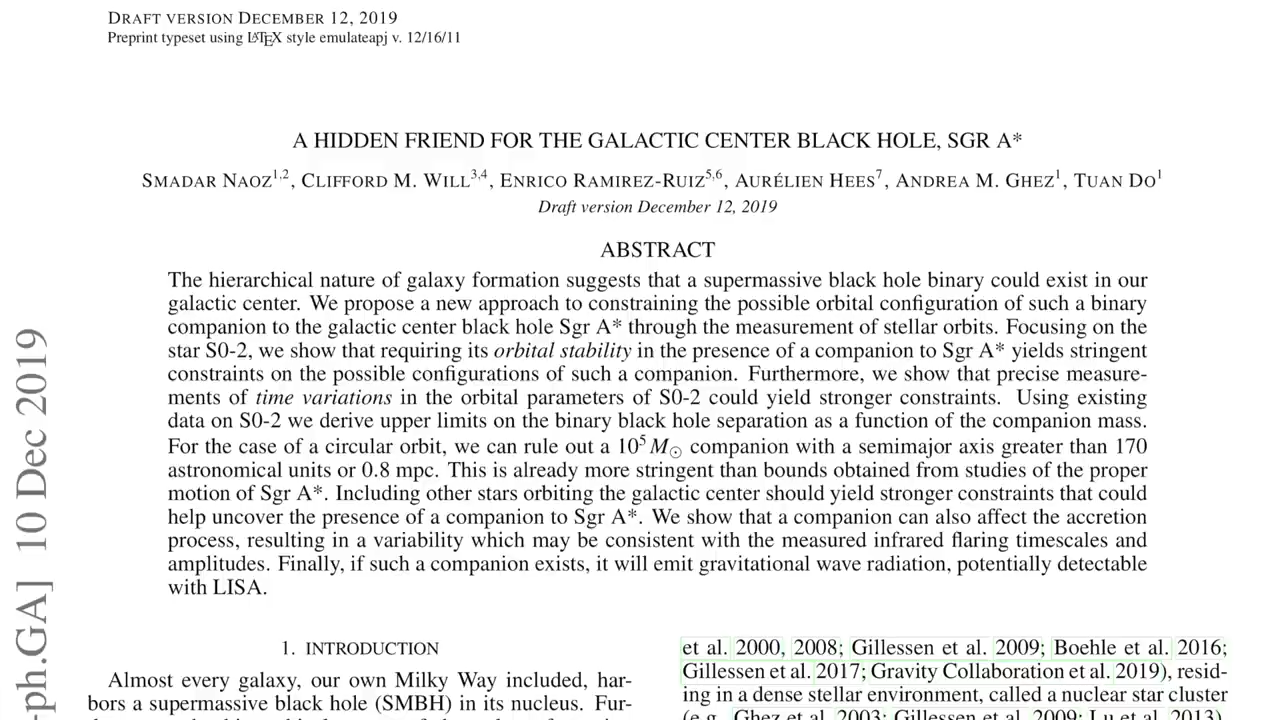 DRAFT VERSION DECEMBER 12, 2019
Preprint typeset using LATEX style emulateapj v. 12/16/11
A HIDDEN FRIEND FOR THE GALACTIC CENTER BLACK HOLE, SGR A*
SMADAR NAOZ1,2, CLIFFORD M. WILL3,4, ENRICO RAMIREZ-RUIZ5,6, AURÉLIEN HEES7, ANDREA M. GHEZ1, TUAN DO1
Draft version December 12, 2019
ABSTRACT
The hierarchical nature of galaxy formation suggests that a supermassive black hole binary could exist in our
galactic center. We propose a new approach to constraining the possible orbital configuration of such a binary
companion to the galactic center black hole Sgr A* through the measurement of stellar orbits. Focusing on the
star S0-2, we show that requiring its orbital stability in the presence of a companion to Sgr A* yields stringent
constraints on the possible configurations of such a companion. Furthermore, we show that precise measure-
ments of time variations in the orbital parameters of S0-2 could yield stronger constraints. Using existing
data on S0-2 we derive upper limits on the binary black hole separation as a function of the companion mass.
For the case of a circular orbit, we can rule out a 10⁵ M☉ companion with a semimajor axis greater than 170
astronomical units or 0.8 mpc. This is already more stringent than bounds obtained from studies of the proper
motion of Sgr A*. Including other stars orbiting the galactic center should yield stronger constraints that could
help uncover the presence of a companion to Sgr A*. We show that a companion can also affect the accretion
process, resulting in a variability which may be consistent with the measured infrared flaring timescales and
amplitudes. Finally, if such a companion exists, it will emit gravitational wave radiation, potentially detectable
with LISA.
1. INTRODUCTION
Almost every galaxy, our own Milky Way included, har-
bors a supermassive black hole (SMBH) in its nucleus. Fur-
et al. 2000, 2008; Gillessen et al. 2009; Boehle et al. 2016;
Gillessen et al. 2017; Gravity Collaboration et al. 2019), resid-
ing in a dense stellar environment, called a nuclear star cluster
(e.g., Ghez et al. 2003; Gillessen et al. 2009; Lu et al. 2013)
-ph.GA] 10 Dec 2019